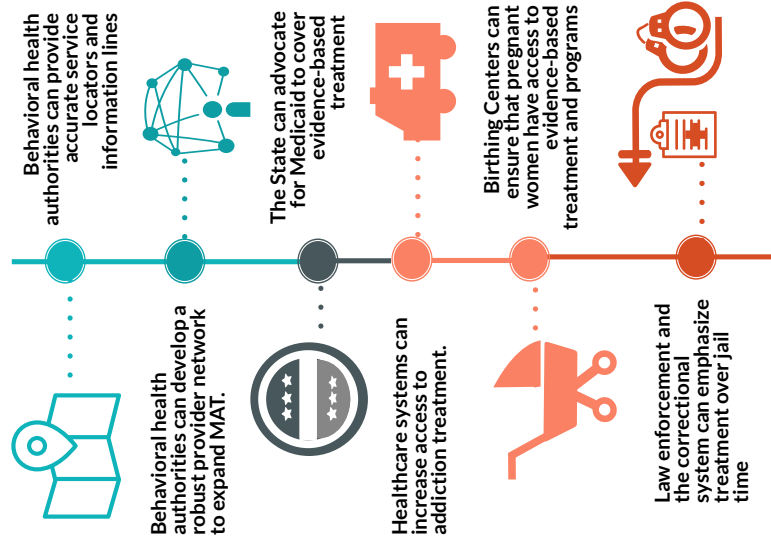 Behavioral health
authorities can provide
accurate service
locators and
information lines
Behavioral health
authorities can develop a
robust provider network
to expand MAT.
The State can advocate
for Medicaid to cover
evidence-based
treatment
Healthcare systems can
increase access to
addiction treatment.
Birthing Centers can
ensure that pregnant
women have access to
evidence-based
treatment and programs
Law enforcement and
the correctional
system can emphasize
treatment over jail
time